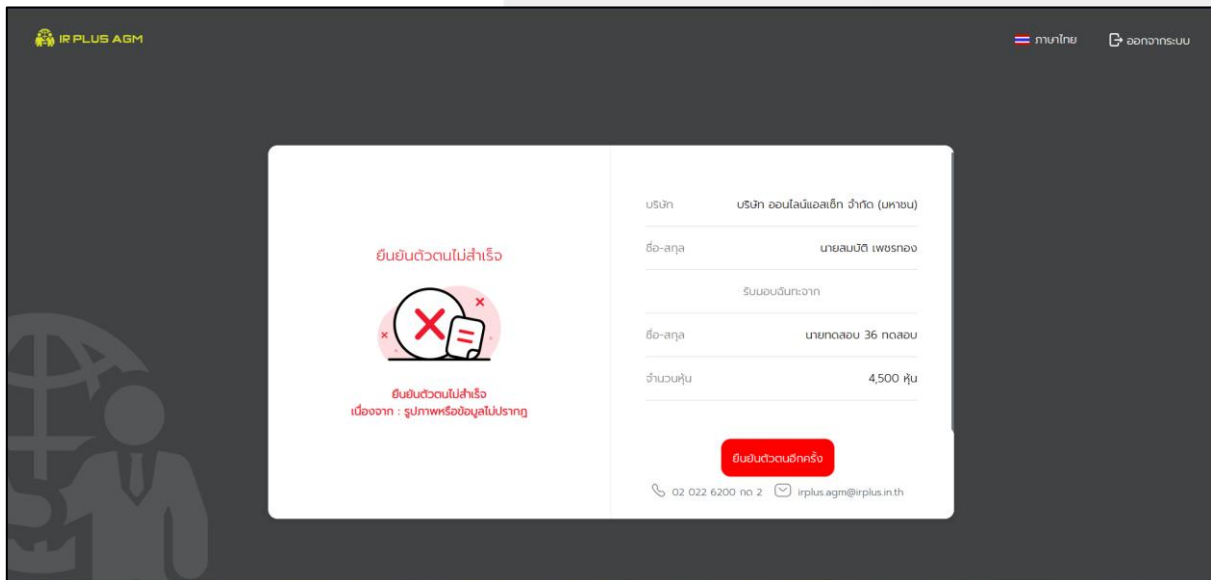 IR PLUS AGM
ภาษาไทย
ออกจากระบบ
ยืนยันตัวตนไม่สำเร็จ
ยืนยันตัวตนไม่สำเร็จ
เนื่องจาก : รูปภาพหรือข้อมูลไม่ปรากฎ
บริษัท บริษัท ออนไลน์แอสเซ็ท จำกัด (มหาชน)
ชื่อ-สกุล นายสมบัติ เพชรทอง
รับมอบฉันทะจาก
ชื่อ-สกุล นายทดสอบ 36 ทดสอบ
จำนวนหุ้น 4,500 หุ้น
ยืนยันตัวตนอีกครั้ง
02 022 6200 กด 2 irplus.agm@irplus.in.th